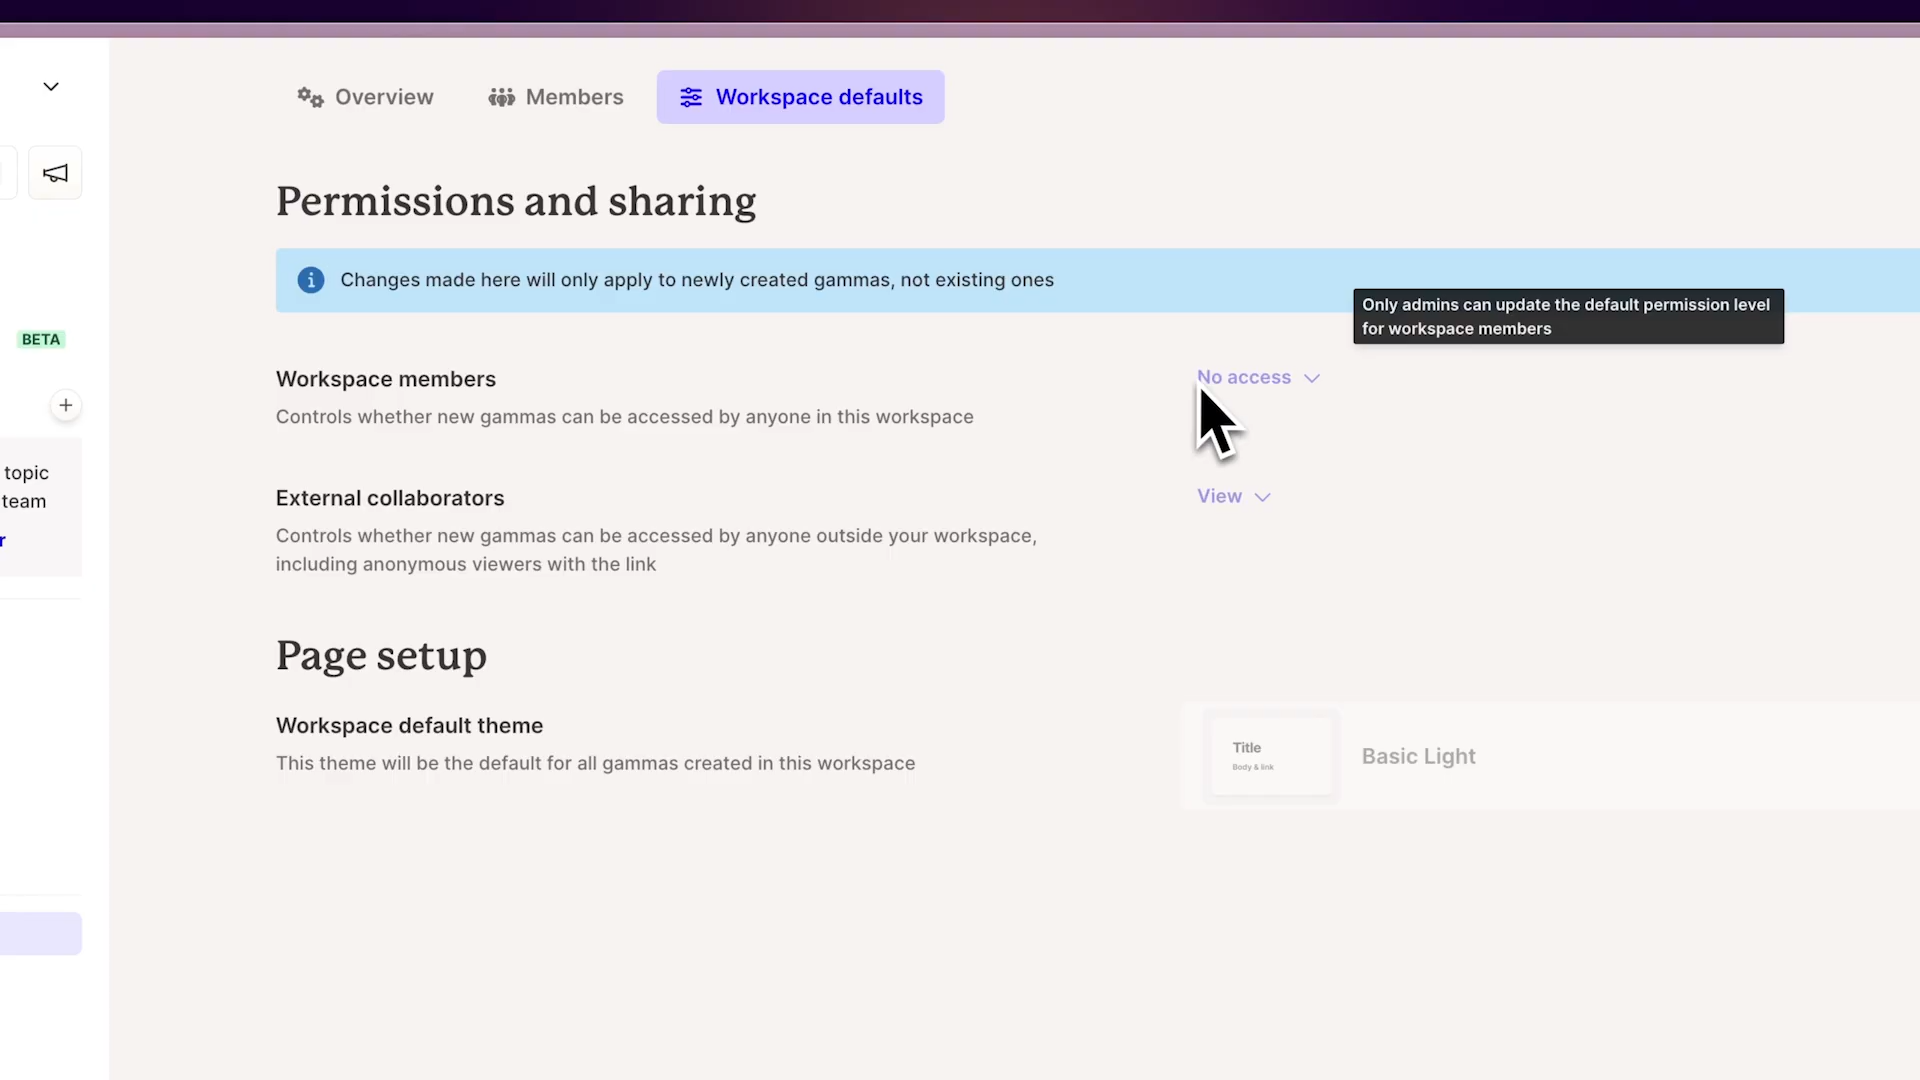 Overview
Members
Workspace defaults
Permissions and sharing
Changes made here will only apply to newly created gammas, not existing ones
Only admins can update the default permission level
for workspace members
BETA
Workspace members
No access
Controls whether new gammas can be accessed by anyone in this workspace
topic
team
r
External collaborators
View
Controls whether new gammas can be accessed by anyone outside your workspace,
including anonymous viewers with the link
Page setup
Workspace default theme
This theme will be the default for all gammas created in this workspace
Title
Body & link
Basic Light